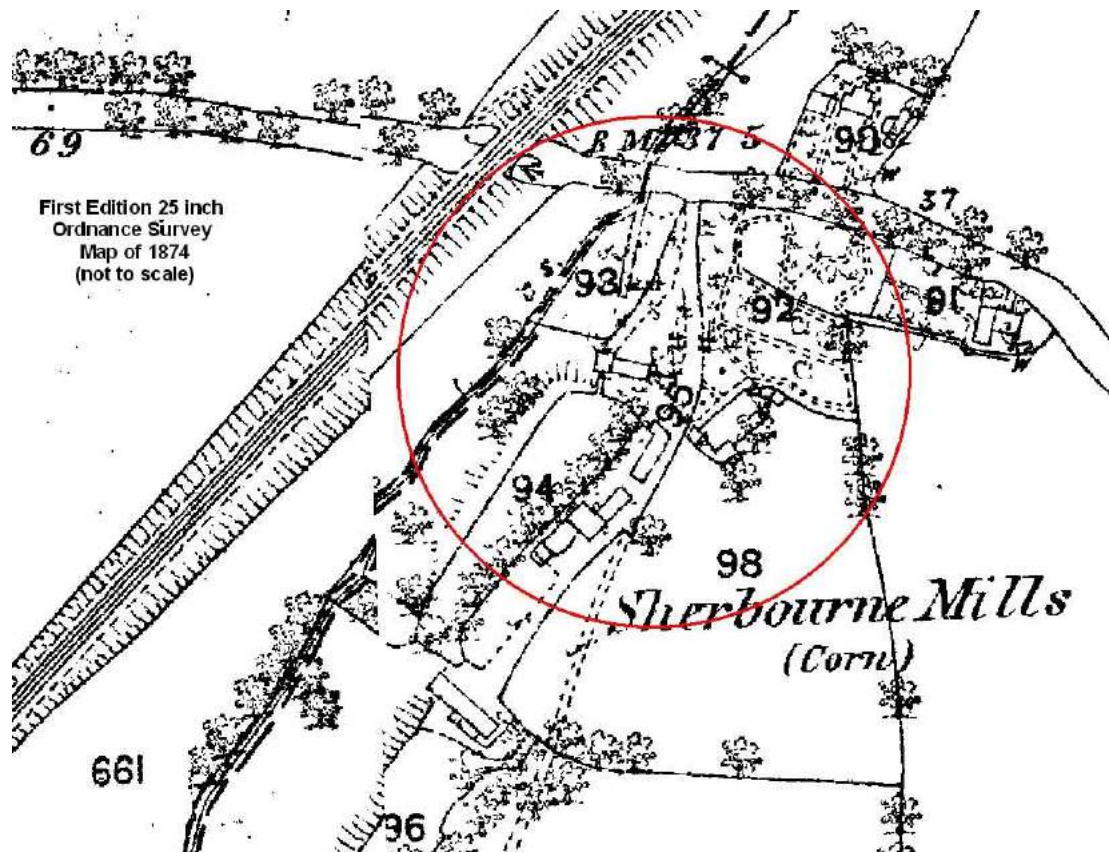 69
First Edition 25 inch
Ordnance Survey
Map of 1874
(not to scale)
90
37
93
92
91
95
94
98
Sherbourne Mills
(Corn)
661
96